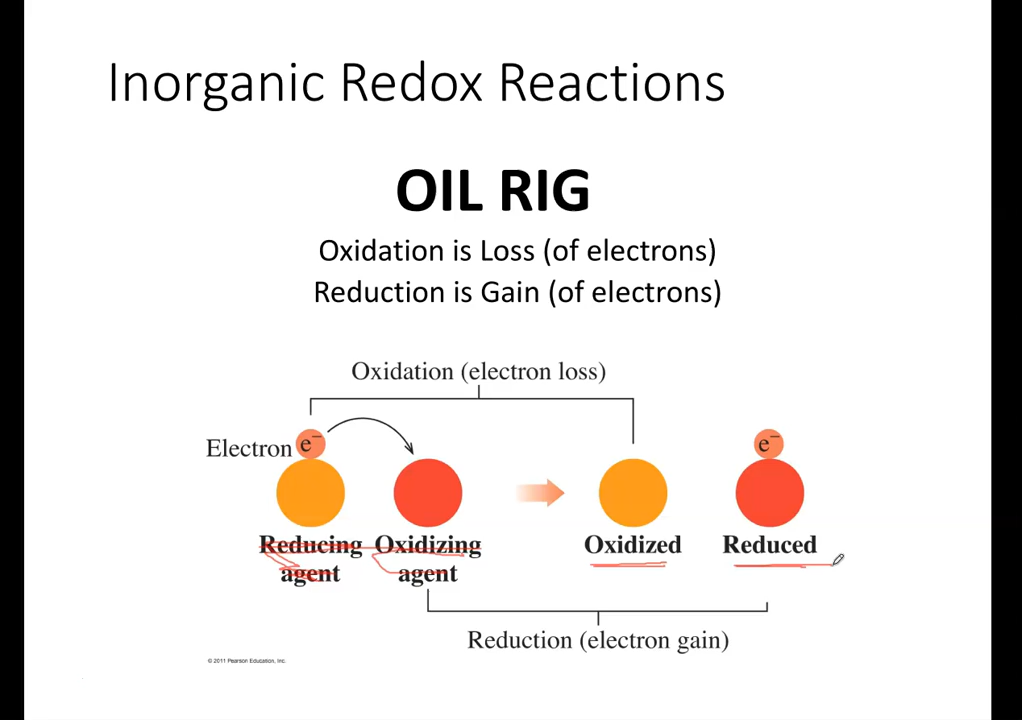 Inorganic Redox Reactions
OIL RIG
Oxidation is Loss (of electrons)
Reduction is Gain (of electrons)
Oxidation (electron loss)
Electron e⁻ e⁻
Reducing agent
Oxidizing agent
Oxidized
Reduced
Reduction (electron gain)
© 2011 Pearson Education, Inc.